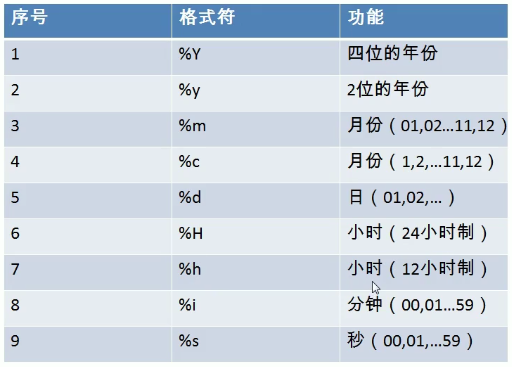 序号 格式符 功能
1 %Y 四位的年份
2 %y 2位的年份
3 %m 月份（01,02…11,12）
4 %c 月份（1,2,…11,12）
5 %d 日（01,02,…）
6 %H 小时（24小时制）
7 %h 小时（12小时制）
8 %i 分钟（00,01…59）
9 %s 秒（00,01,…59）